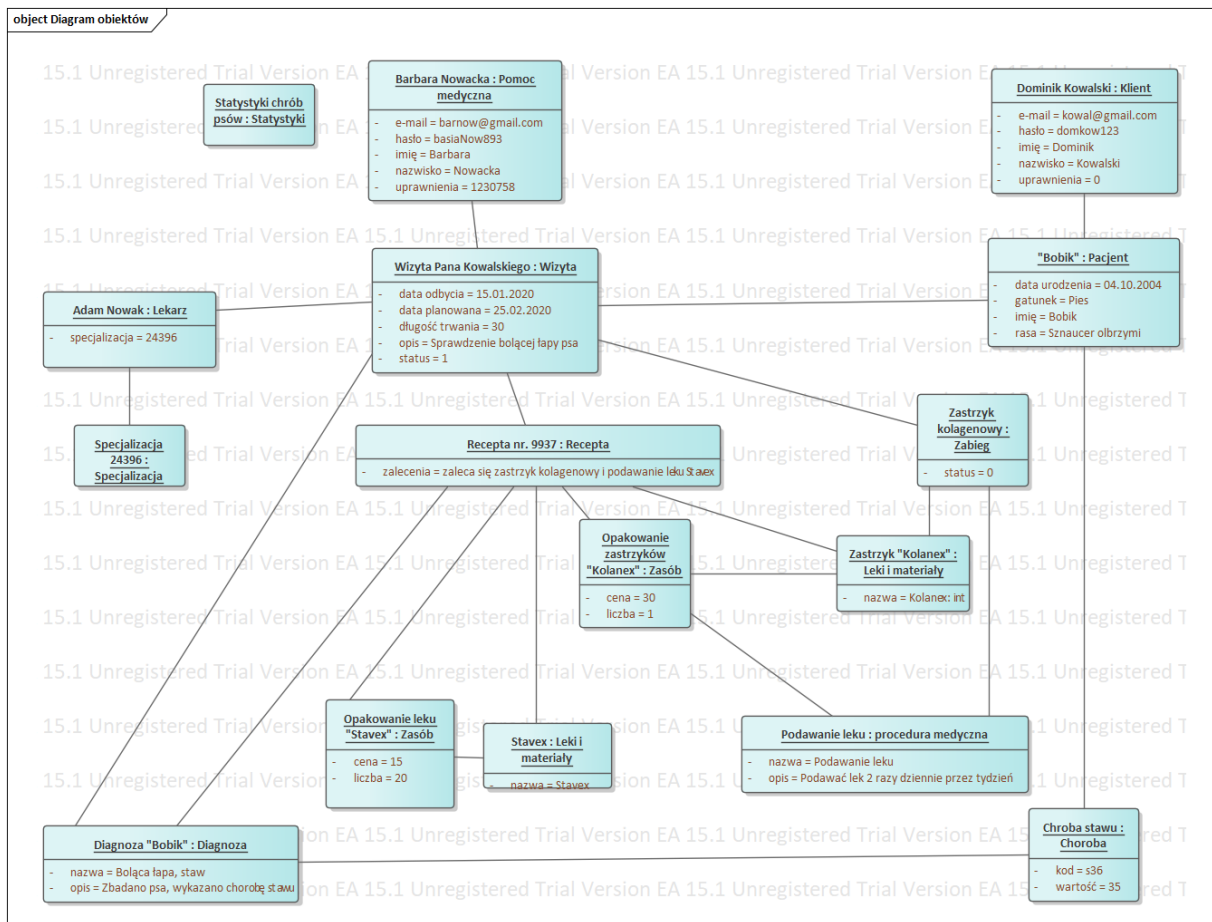 object Diagram obiektów
15.1 Unregistered Trial Version EA 15.1 Unregistered Trial Version EA 15.1 Unregistered Trial Version EA 15.1 Unregistered T
Statystyki chrób
psów : Statystyki
Barbara Nowacka : Pomoc
medyczna
- e-mail = barnow@gmail.com
- hasło = basiaNow893
- imię = Barbara
- nazwisko = Nowacka
- uprawnienia = 1230758
Dominik Kowalski : Klient
- e-mail = kowal@gmail.com
- hasło = domkow123
- imię = Dominik
- nazwisko = Kowalski
- uprawnienia = 0
Wizyta Pana Kowalskiego : Wizyta
- data odbycia = 15.01.2020
- data planowana = 25.02.2020
- długość trwania = 30
- opis = Sprawdzenie bolącej łapy psa
- status = 1
"Bobik" : Pacjent
- data urodzenia = 04.10.2004
- gatunek = Pies
- imię = Bobik
- rasa = Sznaucer olbrzymi
Adam Nowak : Lekarz
- specjalizacja = 24396
Specjalizacja
24396 :
Specjalizacja
Recepta nr. 9937 : Recepta
- zalecenia = zaleca się zastrzyk kolagenowy i podawanie leku Stavex
Zastrzyk
kolagenowy :
Zabieg
- status = 0
Opakowanie
zastrzyków
"Kolanex" : Zasób
- cena = 30
- liczba = 1
Zastrzyk "Kolanex" :
Leki i materiały
- nazwa = Kolanex: int
Opakowanie leku
"Stavex" : Zasób
- cena = 15
- liczba = 20
Stavex : Leki i
materiały
- nazwa = Stavex
Podawanie leku : procedura medyczna
- nazwa = Podawanie leku
- opis = Podawać lek 2 razy dziennie przez tydzień
Diagnoza "Bobik" : Diagnoza
- nazwa = Boląca łapa, staw
- opis = Zbadano psa, wykazano chorobę stawu
Chroba stawu :
Choroba
- kod = s36
- wartość = 35